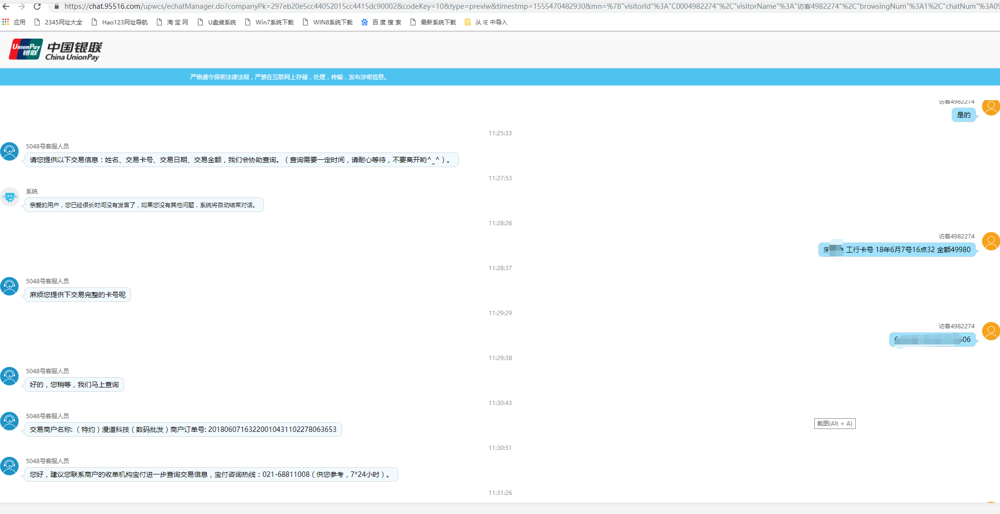 https://chat.95516.com/upwcs/echatManager.do?companyPk=297eb20e5cc44052015cc4415dc90002&codeKey=10&type=previw&timestmp=1555470482930&mn=%7B"visitorId"%3A"C0004982274"%2C"visitorName"%3A"访客4982274"%2C"browsingNum"%3A1%2C"chatNum"%3A0%
应用 2345网址大全 Hao123网址导航 淘 宝 网 U盘装系统 Win7系统下载 WIN8系统下载 百 度 搜 索 最新系统下载 从 IE 中导入
UnionPay 银联 中国银联
China UnionPay
严格遵守保密法律法规，严禁在互联网上存储，处理，传输，发布涉密信息。
访客4982274
是的
11:25:33
5048号客服人员
请您提供以下交易信息：姓名、交易卡号、交易日期、交易金额，我们会协助查询。（查询需要一定时间，请耐心等待，不要离开哟^_^）。
11:27:53
系统
亲爱的用户，您已经很长时间没有发言了，如果您没有其他问题，系统将自动结束对话。
11:28:26
访客4982274
朱 工行卡号 18年6月7号16点32 金额49980
11:28:37
5048号客服人员
麻烦您提供下交易完整的卡号呢
11:29:29
访客4982274
06
11:29:38
5048号客服人员
好的，您稍等，我们马上查询
11:30:43
5048号客服人员
交易商户名称:（特约）漫道科技（数码批发）商户订单号: 20180607163220010431102278063653
截图(Alt + A)
11:30:51
5048号客服人员
您好，建议您联系商户的收单机构宝付进一步查询交易信息，宝付咨询热线：021-68811008（供您参考，7*24小时）。
11:31:26